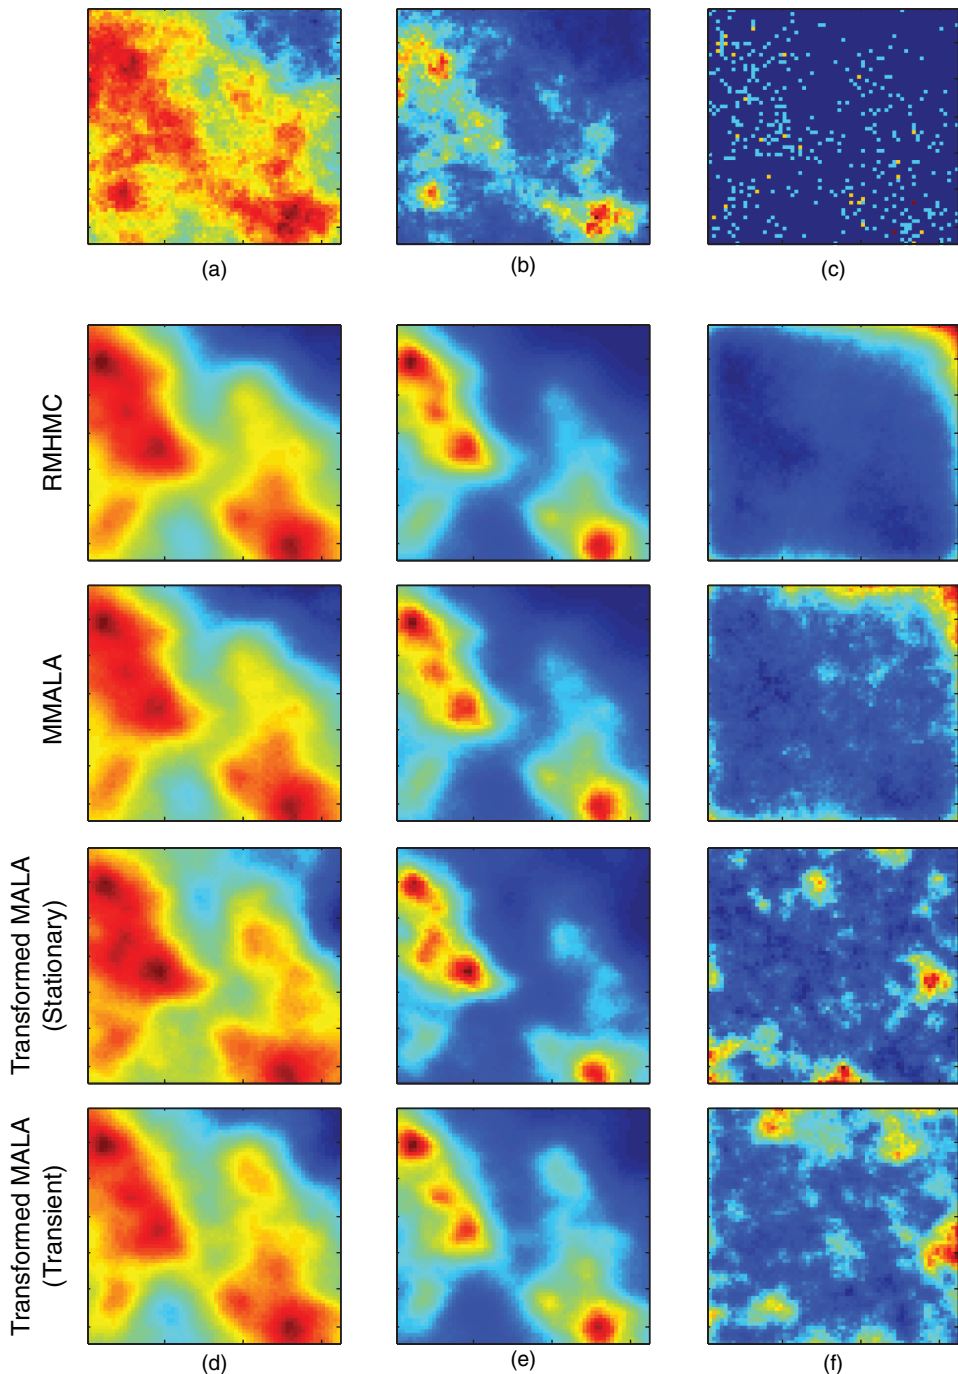 (a)
(b)
(c)
RMHMC
MMALA
Transformed MALA
(Stationary)
Transformed MALA
(Transient)
(d)
(e)
(f)